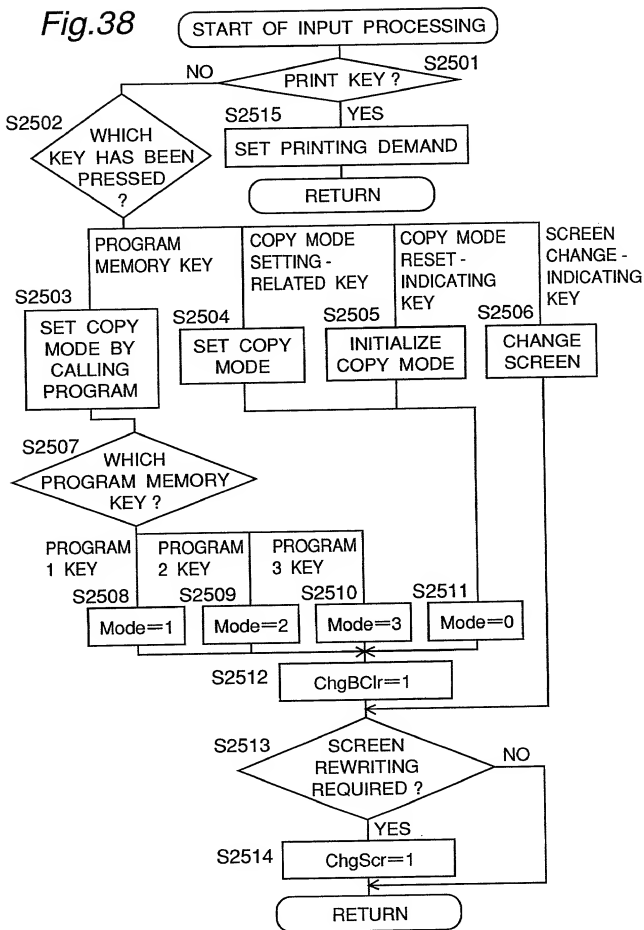 Fig.38
START OF INPUT PROCESSING
S2501
PRINT KEY ?
NO
YES
S2515
SET PRINTING DEMAND
RETURN
S2502
WHICH
KEY HAS BEEN
PRESSED
?
PROGRAM
MEMORY KEY
COPY MODE
SETTING -
RELATED KEY
COPY MODE
RESET -
INDICATING
KEY
SCREEN
CHANGE -
INDICATING
KEY
S2503
SET COPY
MODE BY
CALLING
PROGRAM
S2504
SET COPY
MODE
S2505
INITIALIZE
COPY MODE
S2506
CHANGE
SCREEN
S2507
WHICH
PROGRAM MEMORY
KEY ?
PROGRAM
1 KEY
PROGRAM
2 KEY
PROGRAM
3 KEY
S2508
Mode=1
S2509
Mode=2
S2510
Mode=3
S2511
Mode=0
S2512
ChgBClr=1
S2513
SCREEN
REWRITING
REQUIRED ?
NO
YES
S2514
ChgScr=1
RETURN